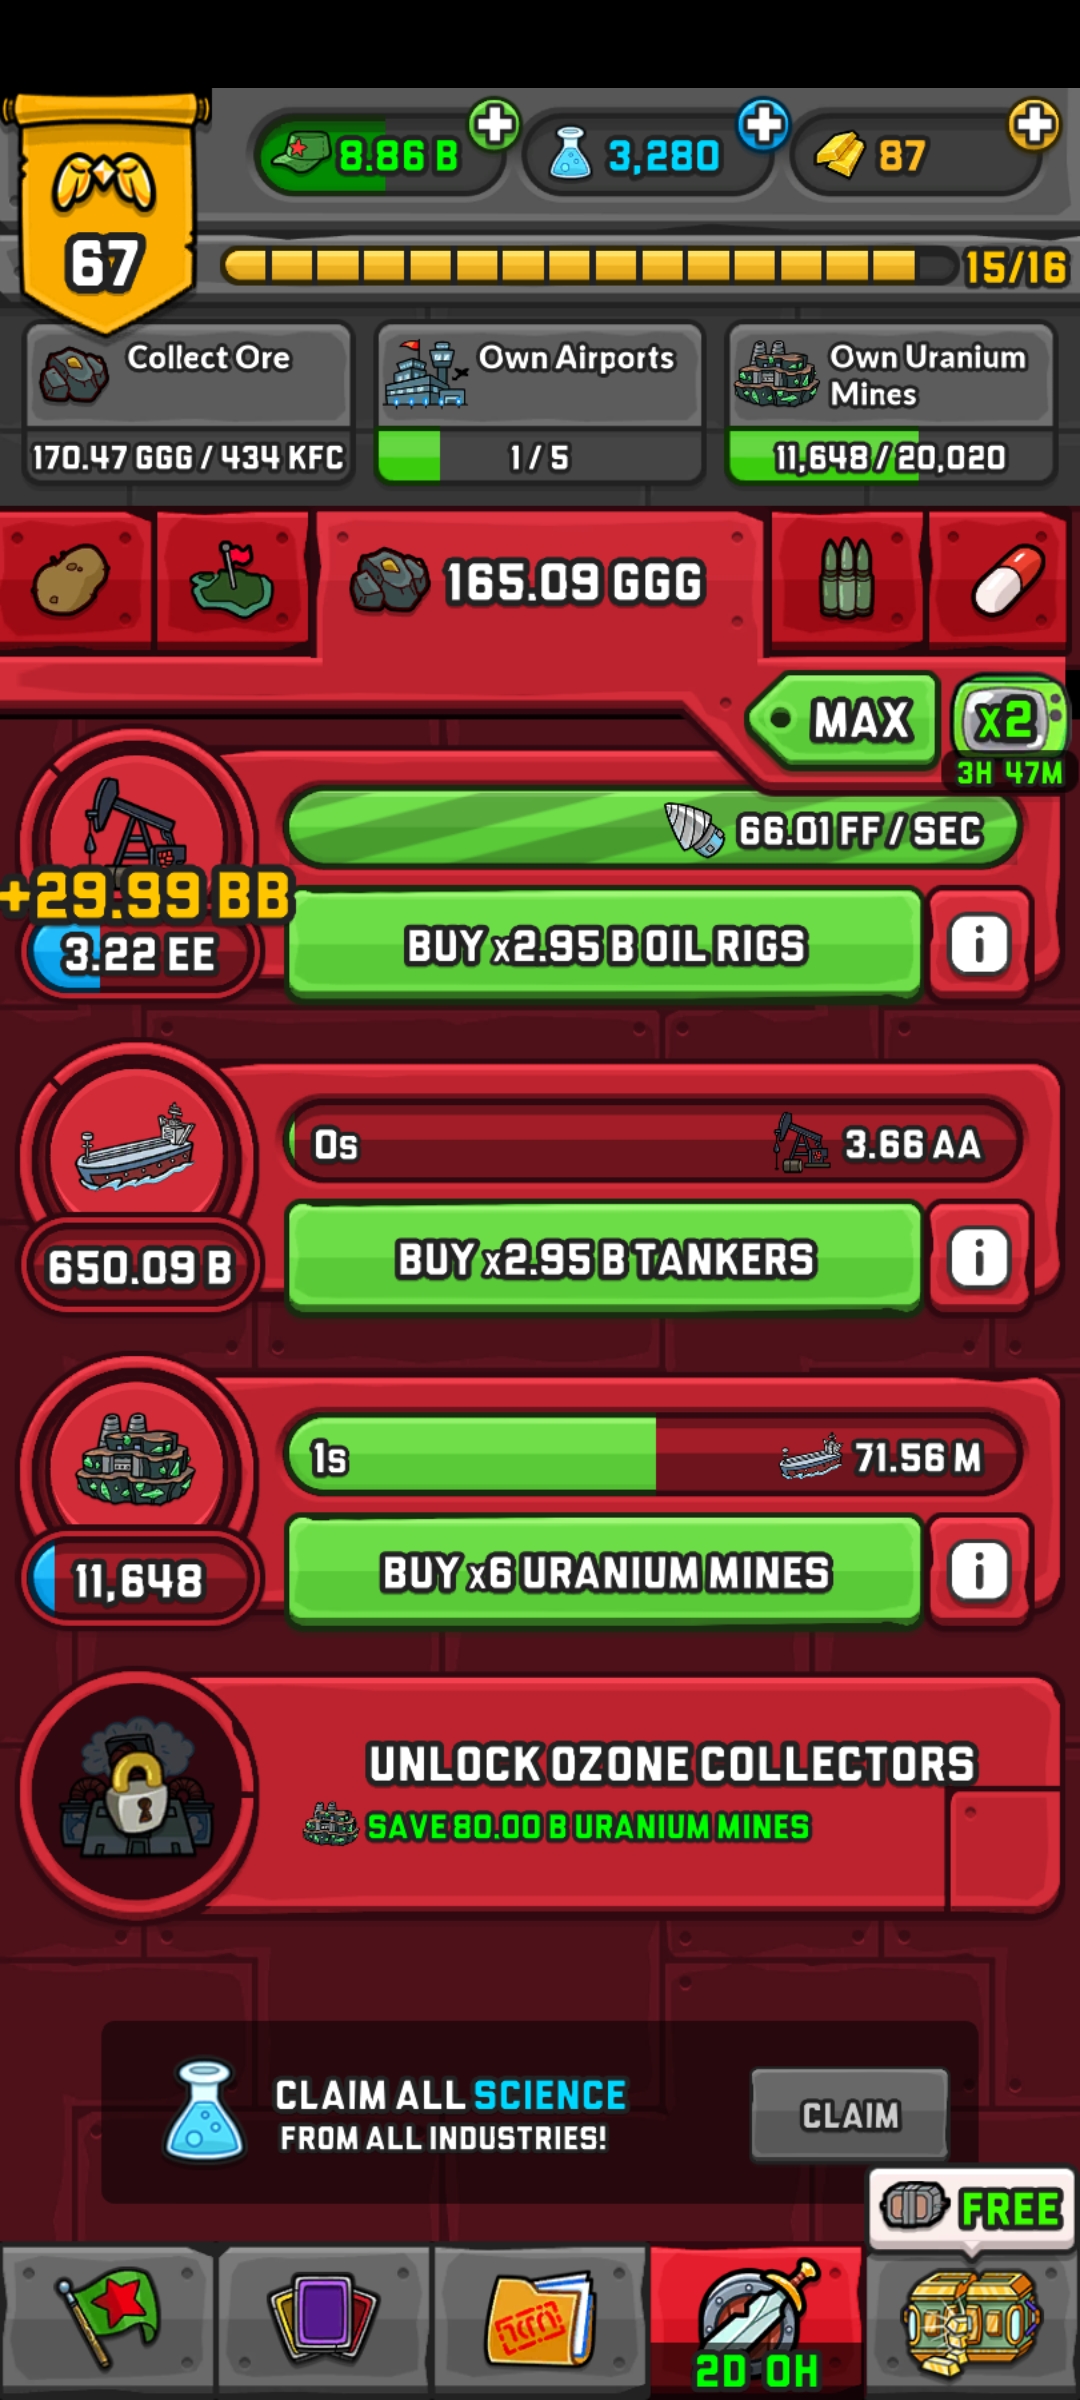 8.86 B
3,280
87
67
15/16
Collect Ore
170.47 GGG / 434 KFC
Own Airports
1 / 5
Own Uranium
Mines
11,648 / 20,020
165.09 GGG
MAX
x2
3H 47M
66.01 FF / SEC
+29.99 BB
3.22 EE
BUY x2.95 B OIL RIGS
i
0s
3.66 AA
650.09 B
BUY x2.95 B TANKERS
i
1s
71.56 M
11,648
BUY x6 URANIUM MINES
i
UNLOCK OZONE COLLECTORS
SAVE 80.00 B URANIUM MINES
CLAIM ALL SCIENCE
FROM ALL INDUSTRIES!
CLAIM
FREE
2D 0H